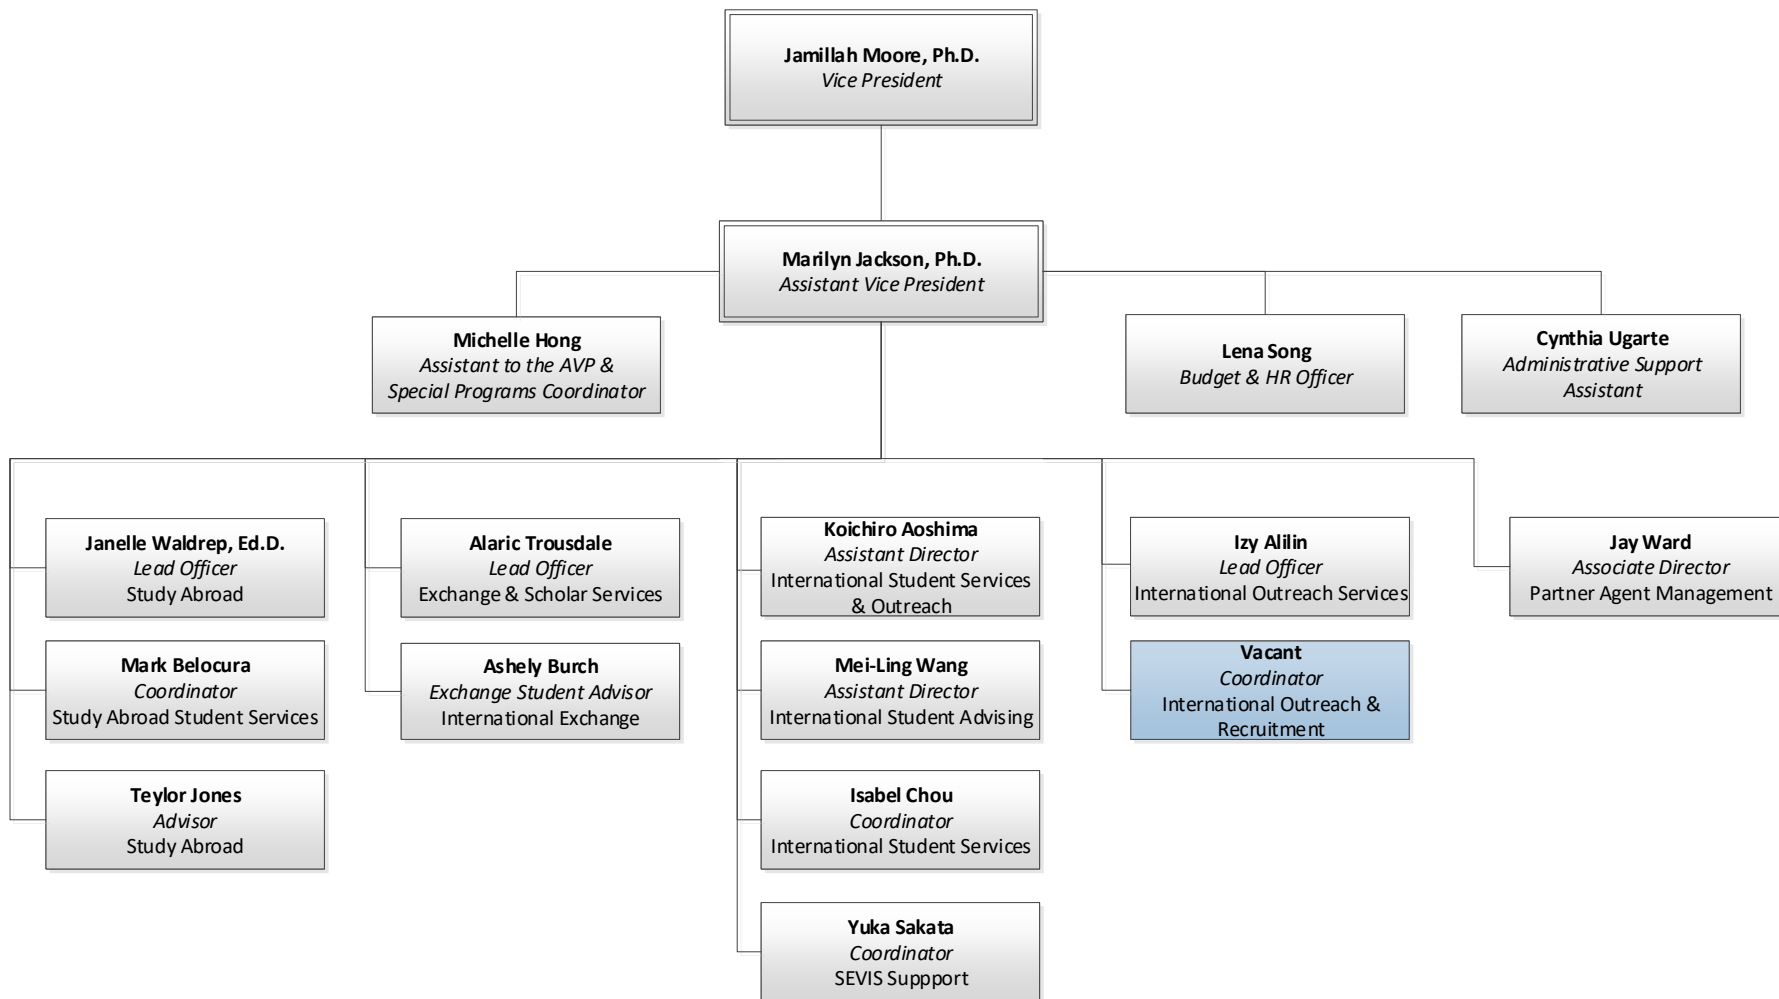 Jamillah Moore, Ph.D.
Vice President
Marilyn Jackson, Ph.D.
Assistant Vice President
Michelle Hong
Assistant to the AVP &
Special Programs Coordinator
Lena Song
Budget & HR Officer
Cynthia Ugarte
Administrative Support
Assistant
Janelle Waldrep, Ed.D.
Lead Officer
Study Abroad
Mark Belocura
Coordinator
Study Abroad Student Services
Teylor Jones
Advisor
Study Abroad
Alaric Trousdale
Lead Officer
Exchange & Scholar Services
Ashely Burch
Exchange Student Advisor
International Exchange
Koichiro Aoshima
Assistant Director
International Student Services
& Outreach
Mei-Ling Wang
Assistant Director
International Student Advising
Isabel Chou
Coordinator
International Student Services
Yuka Sakata
Coordinator
SEVIS Suppport
Izy Alilin
Lead Officer
International Outreach Services
Vacant
Coordinator
International Outreach &
Recruitment
Jay Ward
Associate Director
Partner Agent Management